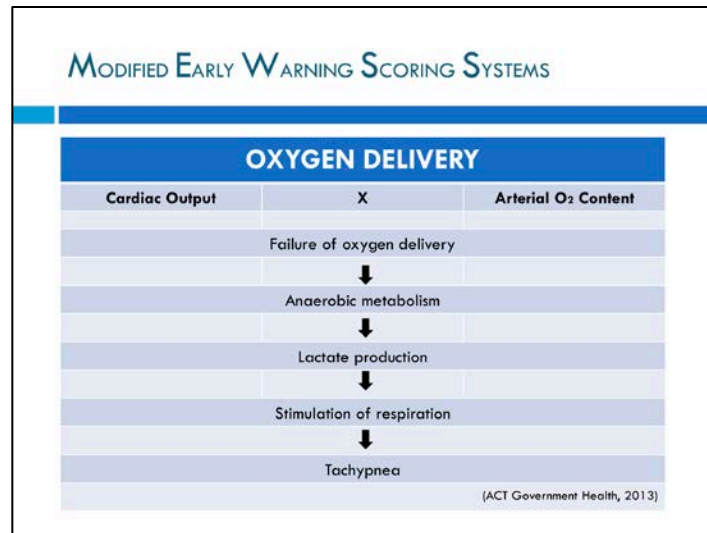 MODIFIED EARLY WARNING SCORING SYSTEMS
OXYGEN DELIVERY
Cardiac Output X Arterial O2 Content
Failure of oxygen delivery
Anaerobic metabolism
Lactate production
Stimulation of respiration
Tachypnea
(ACT Government Health, 2013)